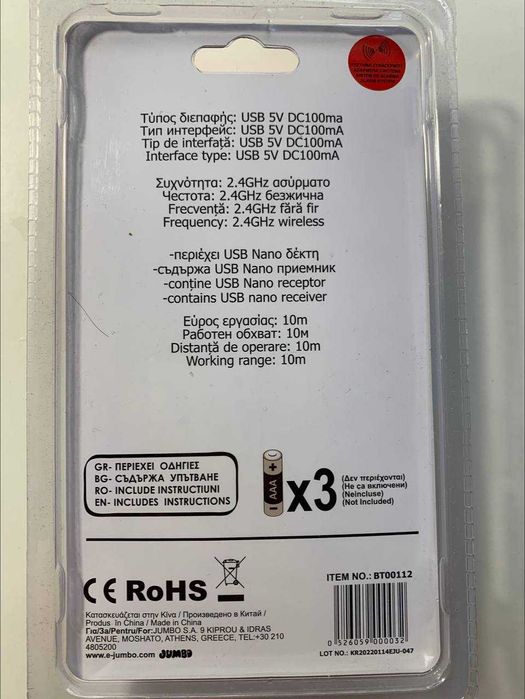 Τύπος διεπαφής: USB 5V DC100ma
Тип интерфейс: USB 5V DC100mA
Tip de interfață: USB 5V DC100mA
Interface type: USB 5V DC100mA
Συχνότητα: 2.4GHz ασύρματο
Честота: 2.4GHz безжична
Frecvență: 2.4GHz fără fir
Frequency: 2.4GHz wireless
-περιέχει USB Nano δέκτη
-съдържа USB Nano приемник
-conține USB Nano receptor
-contains USB nano receiver
Εύρος εργασίας: 10m
Работен обхват: 10м
Distanță de operare: 10m
Working range: 10m
GR- ΠΕΡΙΕΧΕΙ ΟΔΗΓΙΕΣ
BG- СЪДЪРЖА УПЪТВАНЕ
RO- INCLUDE INSTRUCTIUNI
EN- INCLUDES INSTRUCTIONS
AAA
x3
(Δεν περιέχονται)
(Не са включени)
(Neincluse)
(Not Included)
CE RoHS
ITEM NO.: BT00112
Κατασκευάζεται στην Κίνα / Произведено в Китай /
Produs în China / Made in China
Για/За/Pentru/For: JUMBO S.A. 9 KIPROU & IDRAS
AVENUE, MOSHATO, ATHENS, GREECE, TEL:+30 210
4805200
www.e-jumbo.com JUMBO
0 526059 000032
LOT NO.: KR20220114EJU-047